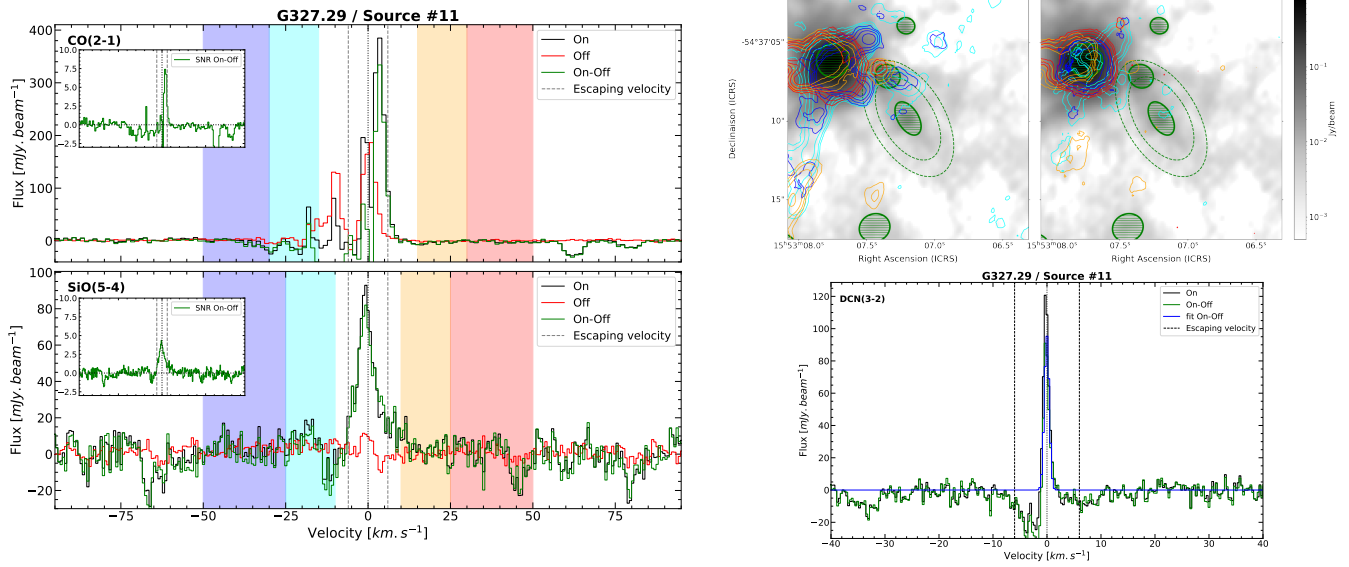 G327.29 / Source #11
CO(2-1)
SNR On-Off
10.0
7.5
5.0
2.5
0.0
−2.5
On
Off
On-Off
Escaping velocity
400
300
200
100
0
Flux [mJy. beam⁻¹]
SiO(5-4)
SNR On-Off
10.0
7.5
5.0
2.5
0.0
−2.5
On
Off
On-Off
Escaping velocity
100
80
60
40
20
0
−20
Flux [mJy. beam⁻¹]
−75 −50 −25 0 25 50 75
Velocity [km. s⁻¹]
-54°37'05"
10"
15"
Declinaison (ICRS)
15ʰ53ᵐ08.0ˢ 07.5ˢ 07.0ˢ 06.5ˢ
15ʰ53ᵐ08.0ˢ 07.5ˢ 07.0ˢ 06.5ˢ
Right Ascension (ICRS)
Right Ascension (ICRS)
10⁻¹
10⁻²
10⁻³
Jy/beam
G327.29 / Source #11
DCN(3-2)
On
On-Off
fit On-Off
Escaping velocity
120
100
80
60
40
20
0
−20
Flux [mJy. beam⁻¹]
−40 −30 −20 −10 0 10 20 30 40
Velocity [km. s⁻¹]